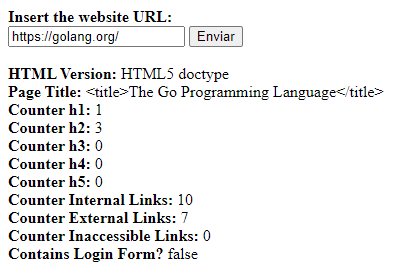 Insert the website URL:
https://golang.org/ Enviar
HTML Version: HTML5 doctype
Page Title: <title>The Go Programming Language</title>
Counter h1: 1
Counter h2: 3
Counter h3: 0
Counter h4: 0
Counter h5: 0
Counter Internal Links: 10
Counter External Links: 7
Counter Inaccessible Links: 0
Contains Login Form? false